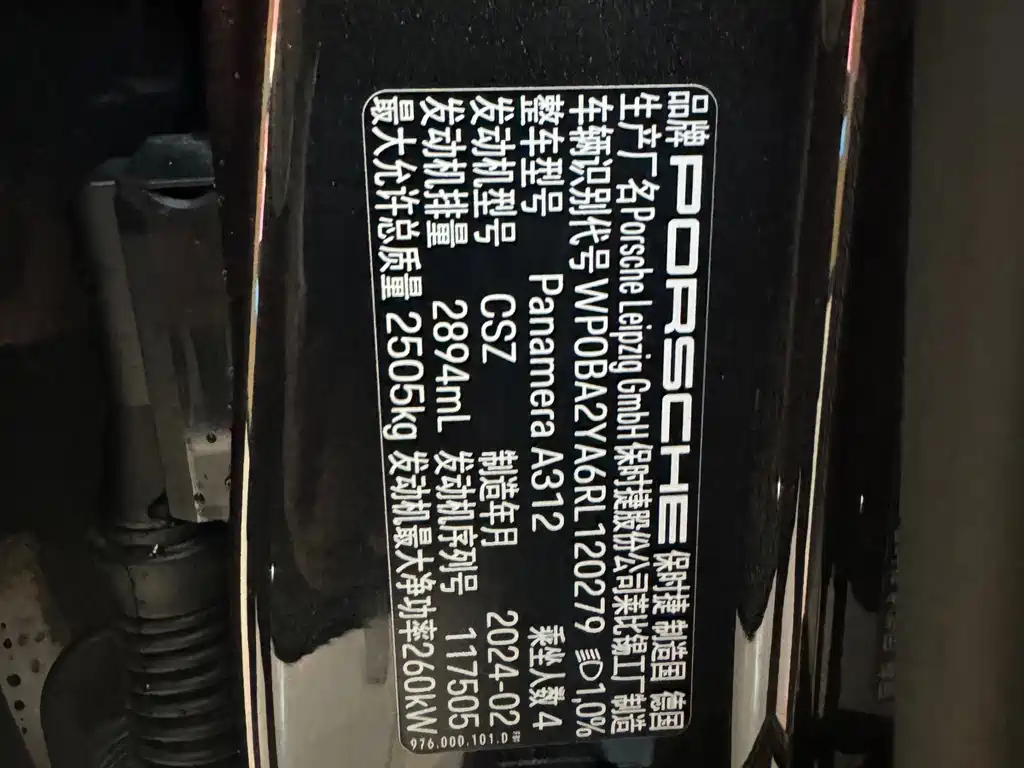 品牌 PORSCHE 保时捷 制造国 德国
生产厂名Porsche Leipzig GmbH保时捷股份公司莱比锡工厂制造
车辆识别代号 WP0BA2YA6RL120279 1,0%
整车型号 Panamera A312 乘坐人数 4
发动机型号 CSZ 制造年月 2024-02
发动机排量 2894mL 发动机序列号 117505
最大允许总质量 2505kg 发动机最大净功率260kW
976.000.101.D